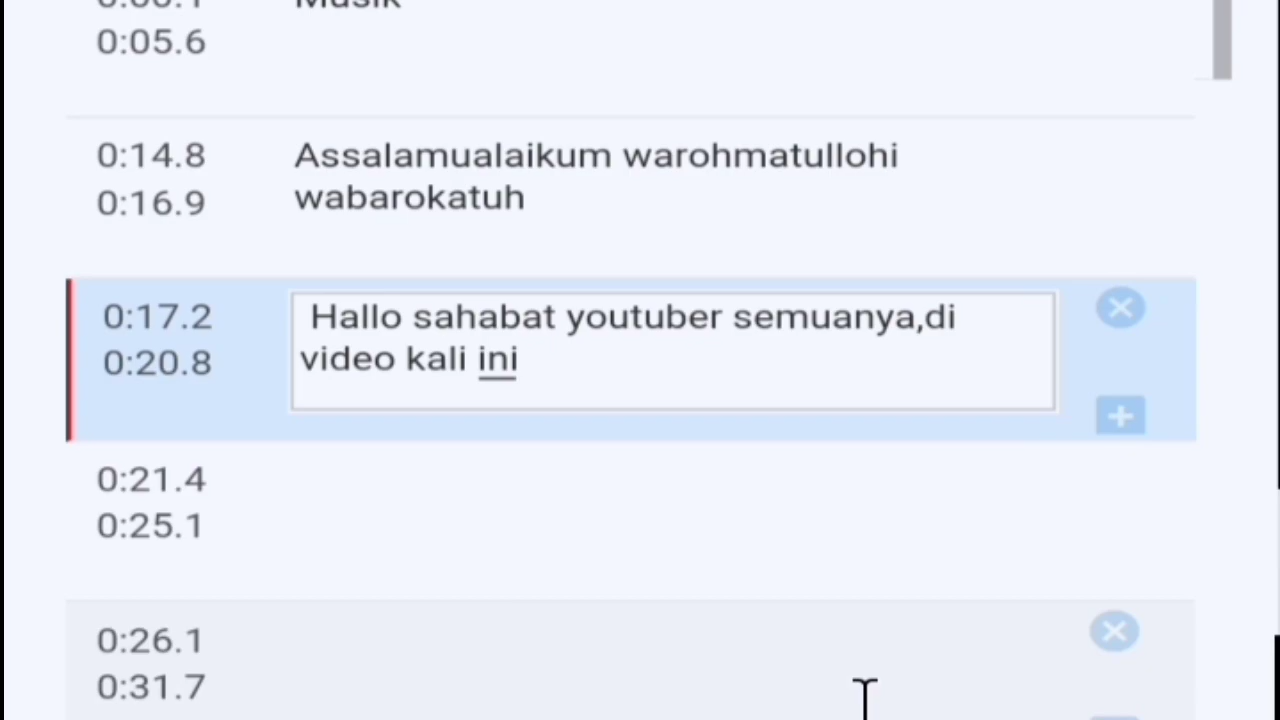 Musik
0:05.6
0:14.8
Assalamualaikum warohmatullohi
0:16.9
wabarokatuh
0:17.2
Hallo sahabat youtuber semuanya,di
0:20.8
video kali ini
0:21.4
0:25.1
0:26.1
0:31.7